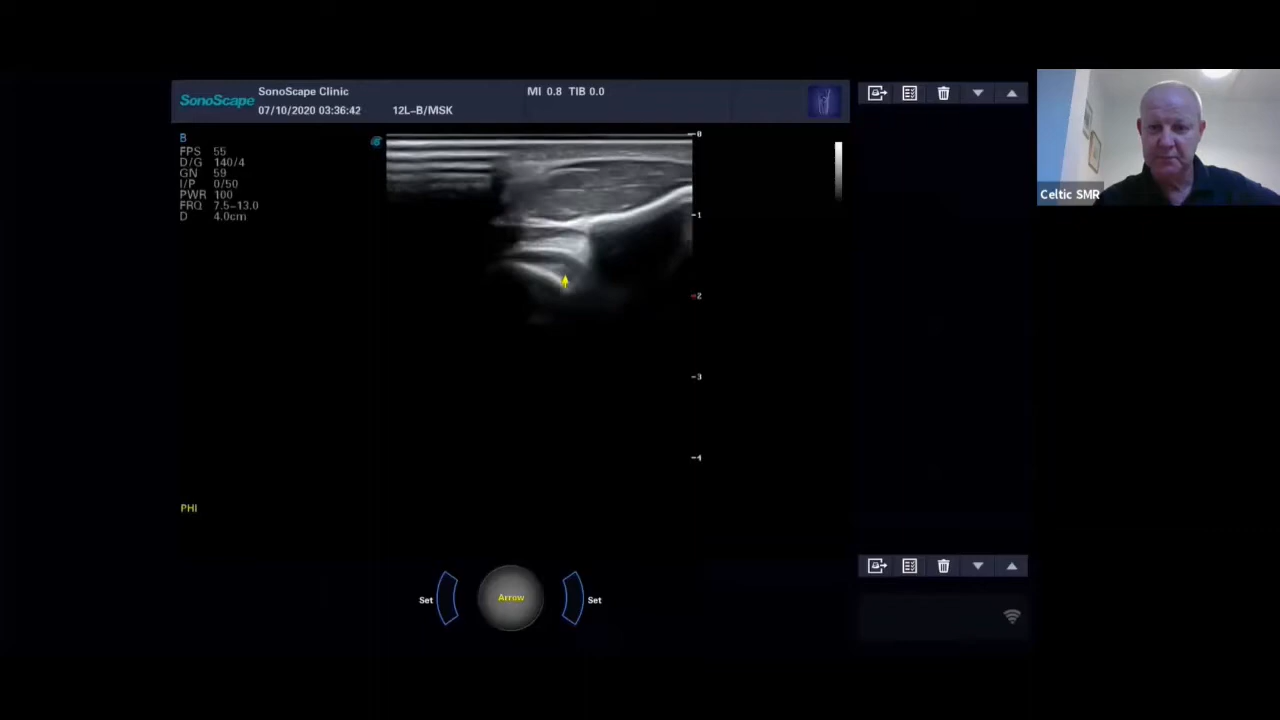 SonoScape
SonoScape Clinic
07/10/2020 03:36:42
12L-B/MSK
MI 0.8 TIB 0.0
B
FPS 55
D/G 140/4
GN 59
I/P 0/50
PWR 100
FRQ 7.5-13.0
D 4.0cm
0
1
2
3
4
PHI
Set
Arrow
Set
Celtic SMR